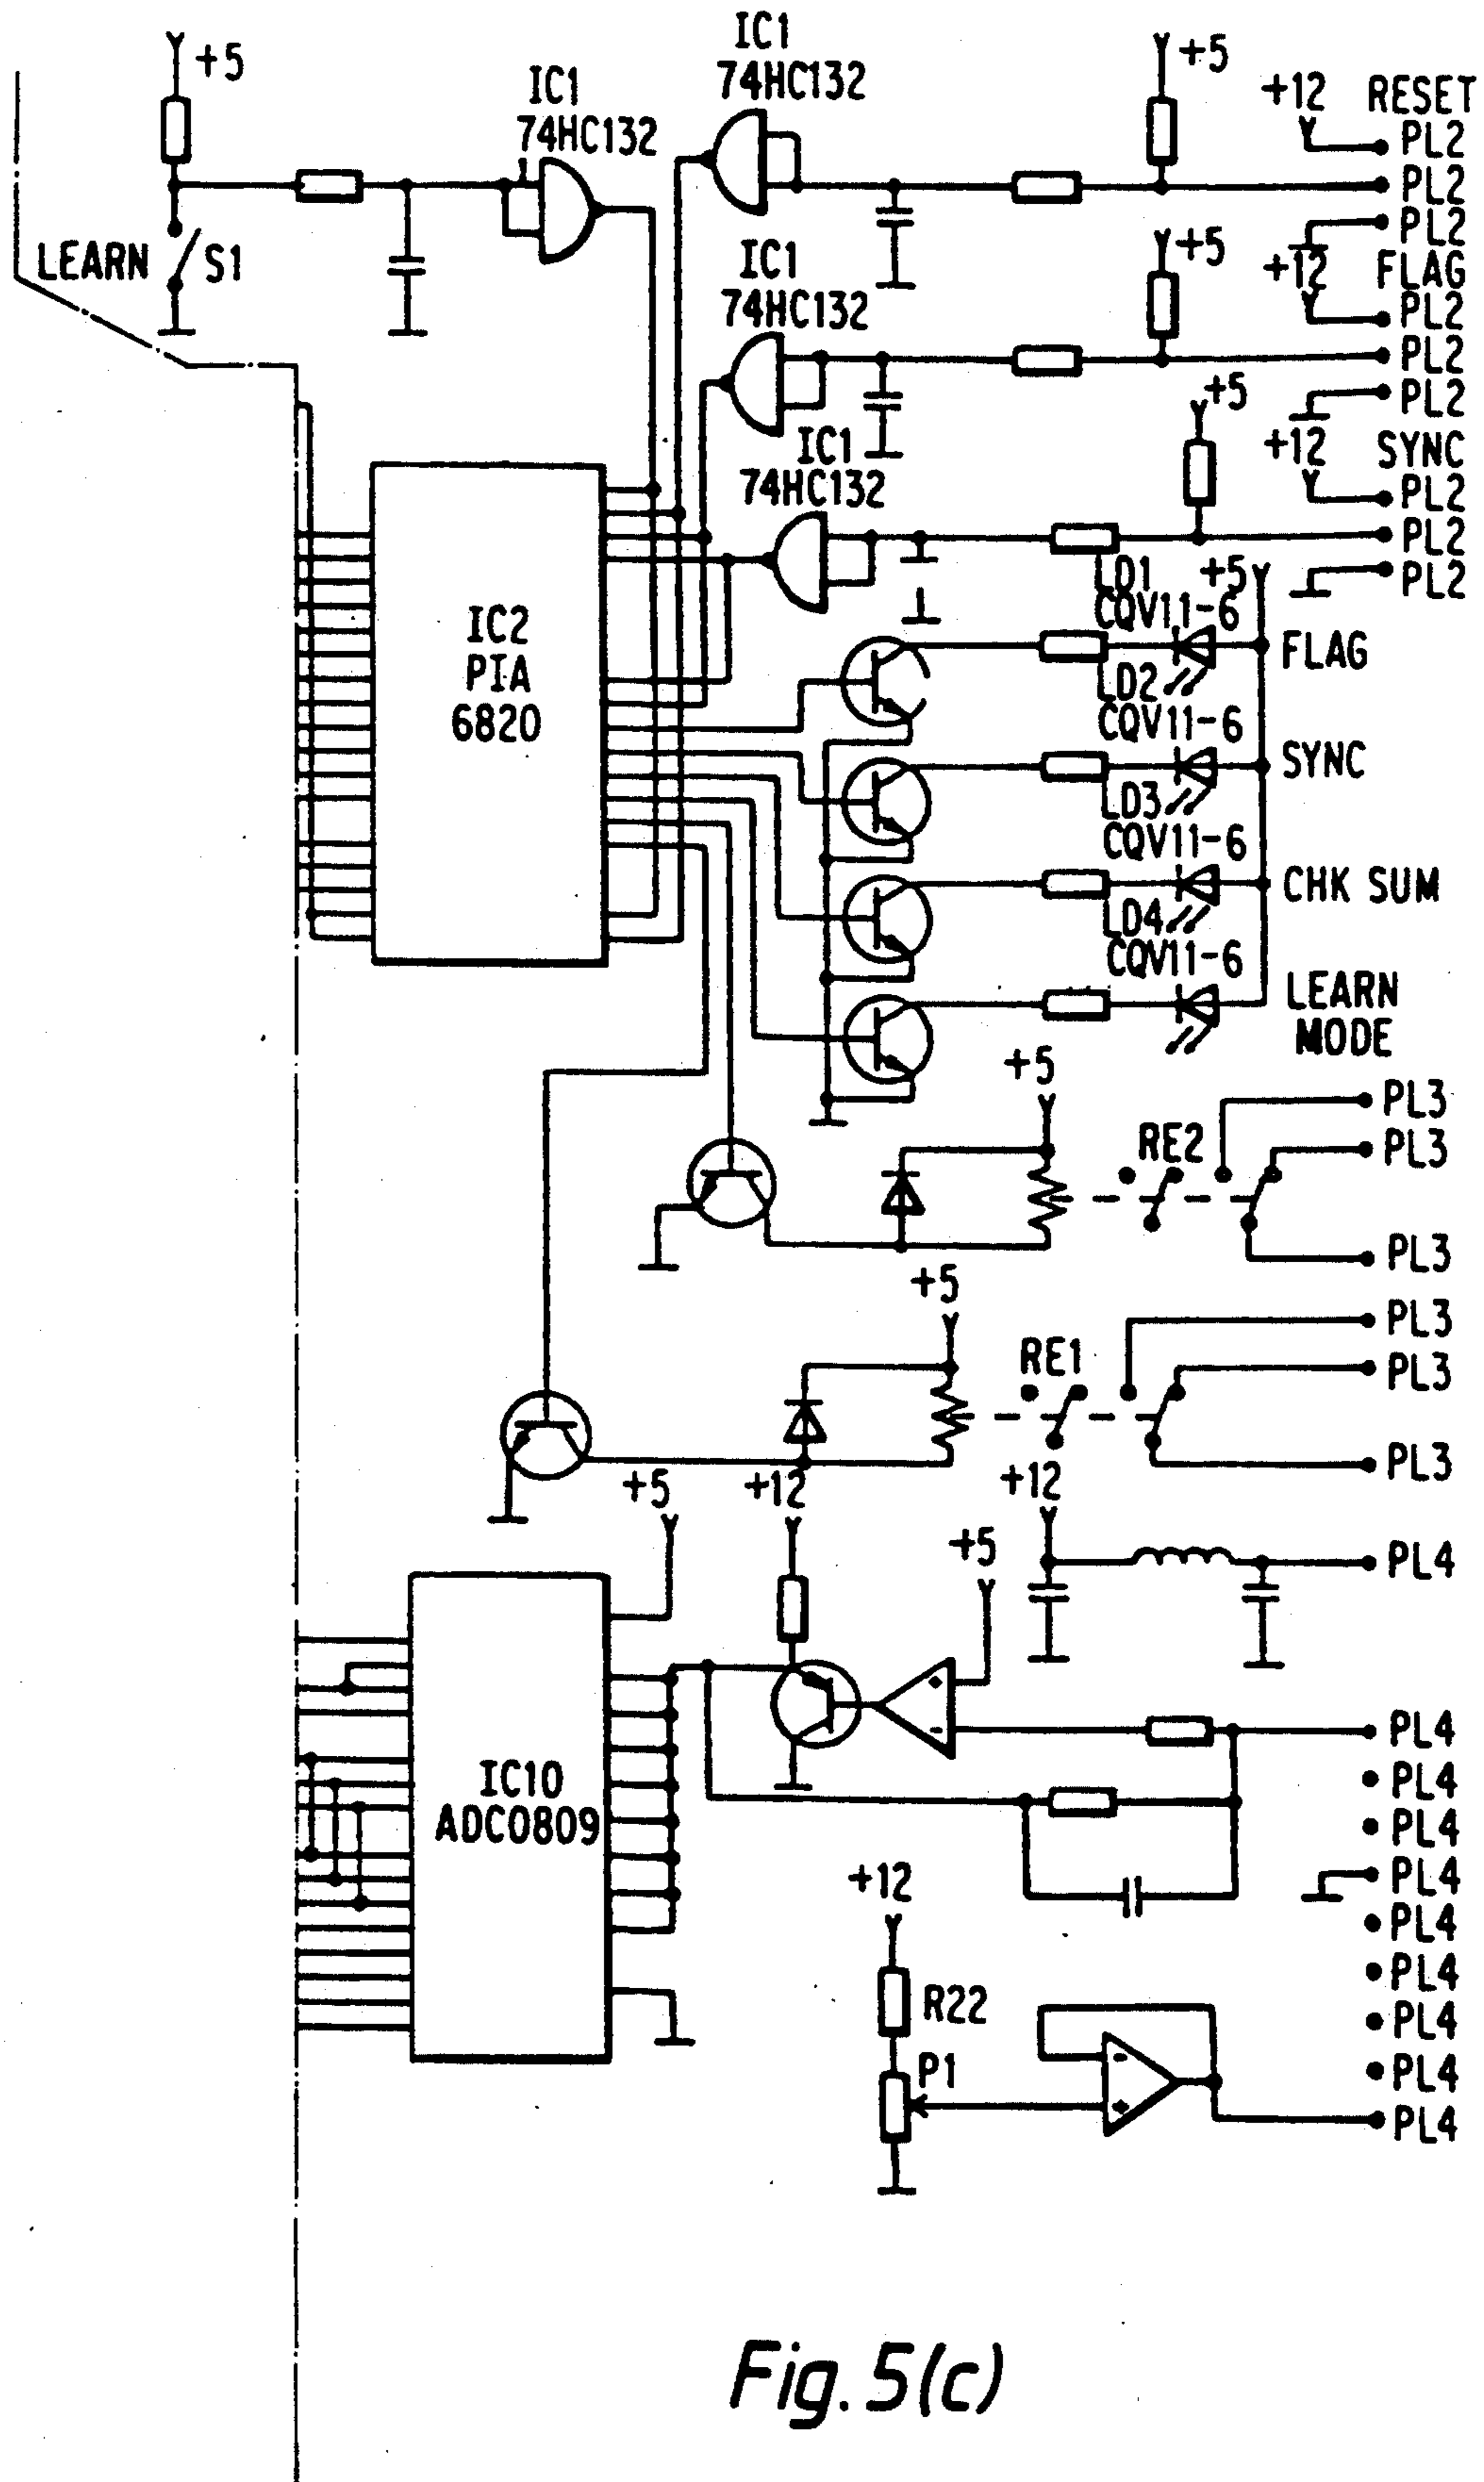 +5
IC1
74HC132
IC1
74HC132
+5
+12 RESET
PL2
PL2
PL2
LEARN S1
IC1
74HC132
+5
+12 FLAG
PL2
PL2
PL2
IC1
74HC132
+5
+12 SYNC
PL2
PL2
PL2
IC2
PIA
6820
LD1
CQV11-6
+5
FLAG
LD2
CQV11-6
SYNC
LD3
CQV11-6
CHK SUM
LD4
CQV11-6
LEARN
MODE
+5
RE2
PL3
PL3
PL3
+5
RE1
PL3
PL3
PL3
+5
+12
+5
+12
PL4
IC10
ADC0809
PL4
PL4
PL4
PL4
PL4
PL4
PL4
PL4
PL4
+12
R22
P1
Fig. 5(c)